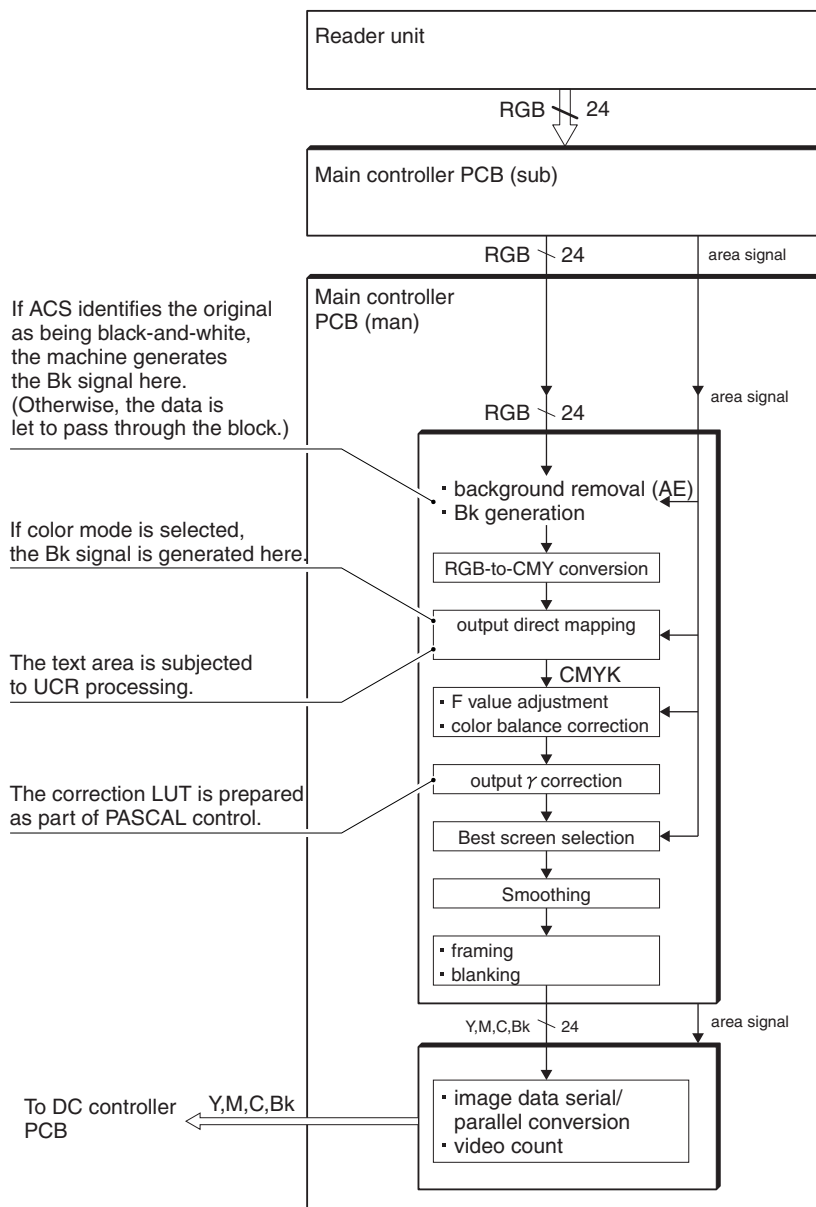 Reader unit
RGB 24
Main controller PCB (sub)
RGB 24 area signal
Main controller
PCB (man)
If ACS identifies the original
as being black-and-white,
the machine generates
the Bk signal here.
(Otherwise, the data is
let to pass through the block.)
area signal
RGB 24
▪ background removal (AE)
▪ Bk generation
If color mode is selected,
the Bk signal is generated here.
RGB-to-CMY conversion
output direct mapping
The text area is subjected
to UCR processing.
CMYK
▪ F value adjustment
▪ color balance correction
The correction LUT is prepared
as part of PASCAL control.
output γ correction
Best screen selection
Smoothing
▪ framing
▪ blanking
Y,M,C,Bk 24 area signal
To DC controller
PCB
Y,M,C,Bk
▪ image data serial/
parallel conversion
▪ video count